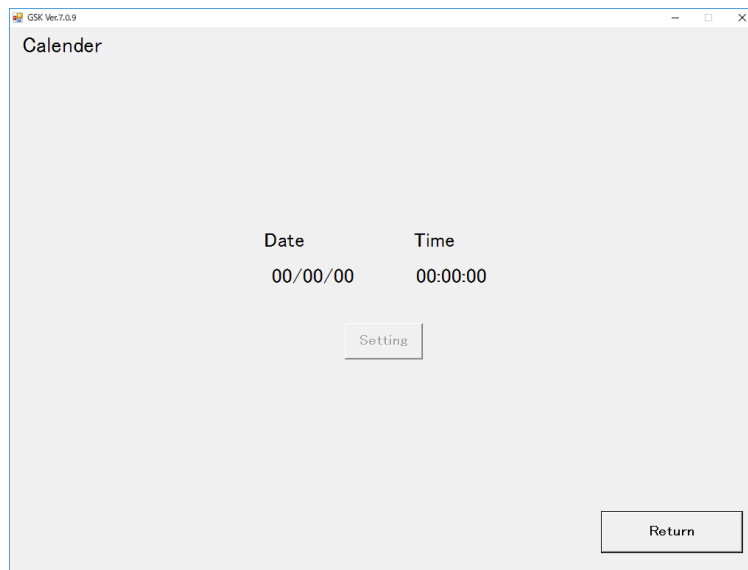 GSK Ver.7.0.9
Calender
Date Time
00/00/00 00:00:00
Setting
Return